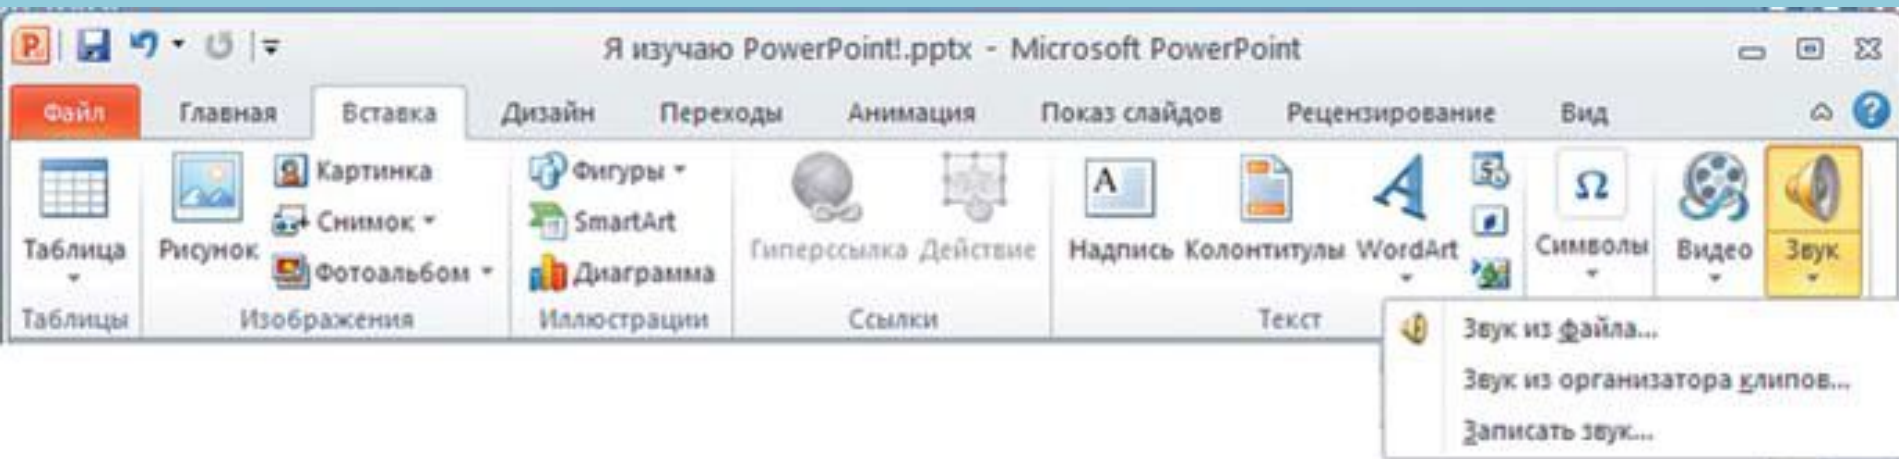 Я изучаю PowerPoint!.pptx - Microsoft PowerPoint
Файл Главная Вставка Дизайн Переходы Анимация Показ слайдов Рецензирование Вид
Картинка Фигуры
Снимок SmartArt
Таблица Рисунок Гиперссылка Действие Надпись Колонтитулы WordArt Символы Видео Звук
Фотоальбом Диаграмма
Таблицы Изображения Иллюстрации Ссылки Текст
Звук из файла...
Звук из организатора клипов...
Записать звук...